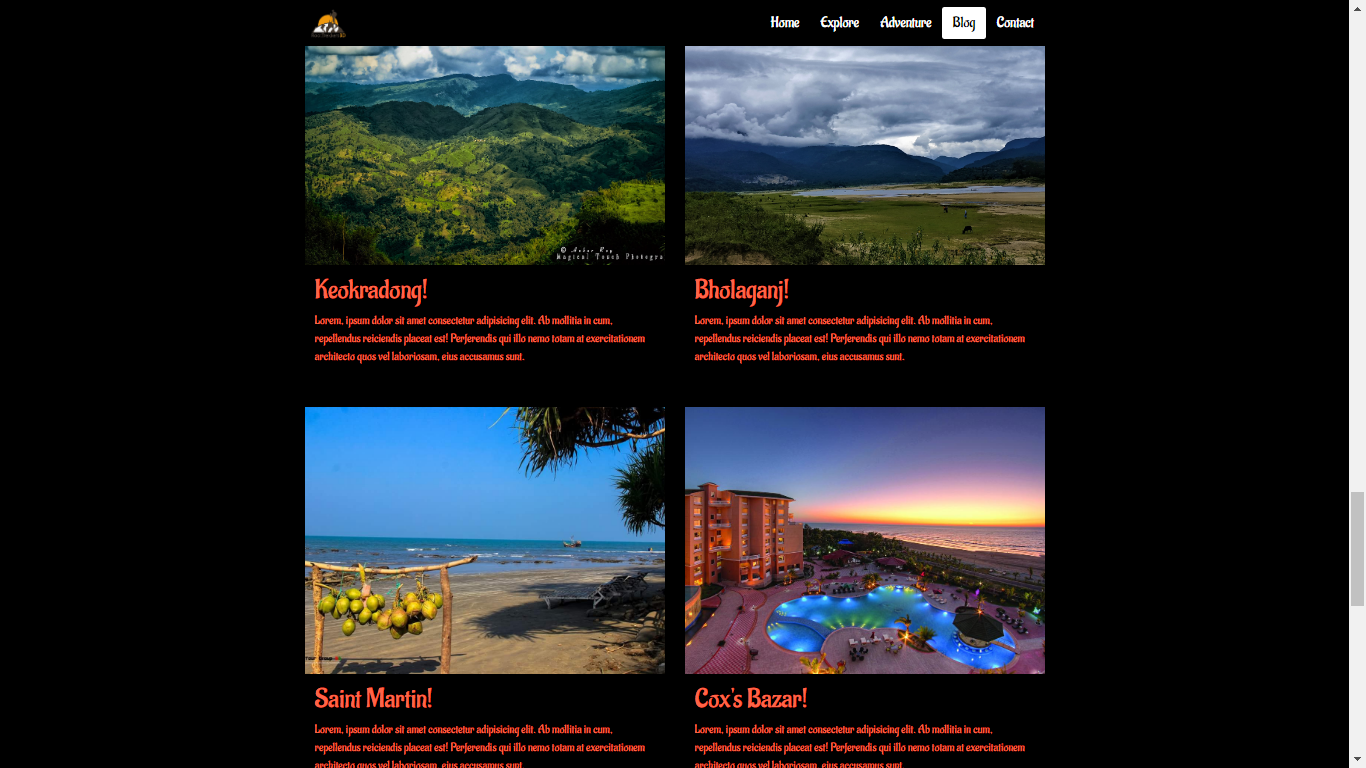 Home Explore Adventure Blog Contact
Magical Touch Photogra
Keokradong!
Lorem, ipsum dolor sit amet consectetur adipisicing elit. Ab mollitia in cum,
repellendus reiciendis placeat est! Perferendis qui illo nemo totam at exercitationem
architecto quos vel laboriosam, eius accusamus sunt.
Bholaganj!
Lorem, ipsum dolor sit amet consectetur adipisicing elit. Ab mollitia in cum,
repellendus reiciendis placeat est! Perferendis qui illo nemo totam at exercitationem
architecto quos vel laboriosam, eius accusamus sunt.
Saint Martin!
Lorem, ipsum dolor sit amet consectetur adipisicing elit. Ab mollitia in cum,
repellendus reiciendis placeat est! Perferendis qui illo nemo totam at exercitationem
architecto quos vel laboriosam, eius accusamus sunt.
Cox's Bazar!
Lorem, ipsum dolor sit amet consectetur adipisicing elit. Ab mollitia in cum,
repellendus reiciendis placeat est! Perferendis qui illo nemo totam at exercitationem
architecto quos vel laboriosam, eius accusamus sunt.